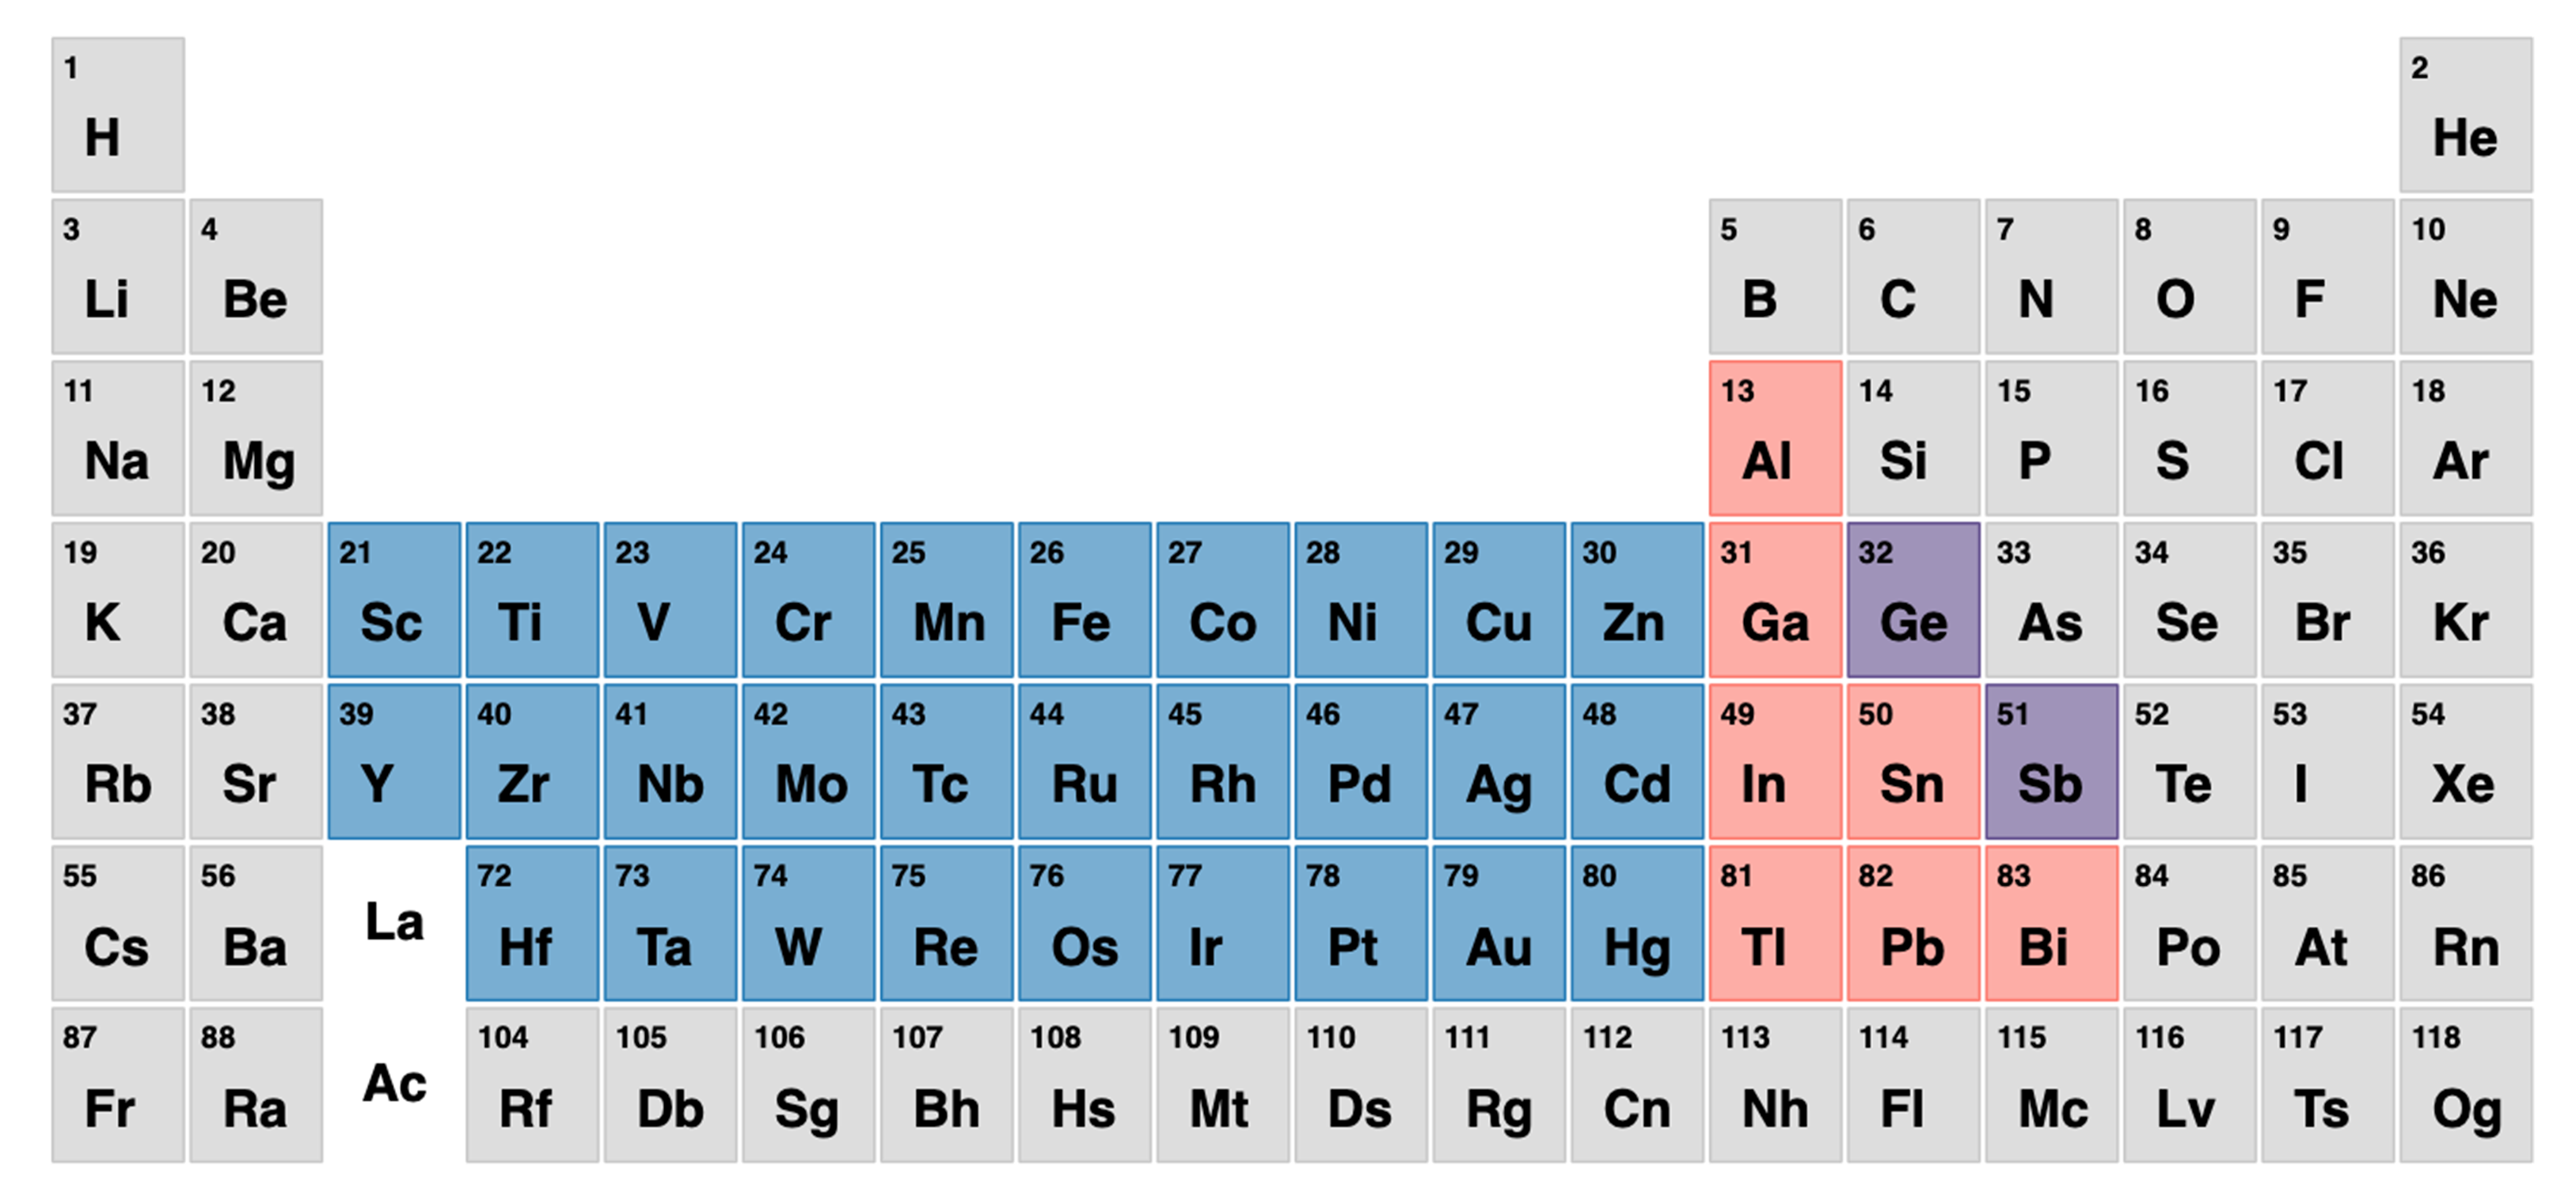 1 2
H He
3 4 5 6 7 8 9 10
Li Be B C N O F Ne
11 12 13 14 15 16 17 18
Na Mg Al Si P S Cl Ar
19 20 21 22 23 24 25 26 27 28 29 30 31 32 33 34 35 36
K Ca Sc Ti V Cr Mn Fe Co Ni Cu Zn Ga Ge As Se Br Kr
37 38 39 40 41 42 43 44 45 46 47 48 49 50 51 52 53 54
Rb Sr Y Zr Nb Mo Tc Ru Rh Pd Ag Cd In Sn Sb Te I Xe
55 56 72 73 74 75 76 77 78 79 80 81 82 83 84 85 86
Cs Ba La Hf Ta W Re Os Ir Pt Au Hg Tl Pb Bi Po At Rn
87 88 104 105 106 107 108 109 110 111 112 113 114 115 116 117 118
Fr Ra Ac Rf Db Sg Bh Hs Mt Ds Rg Cn Nh Fl Mc Lv Ts Og